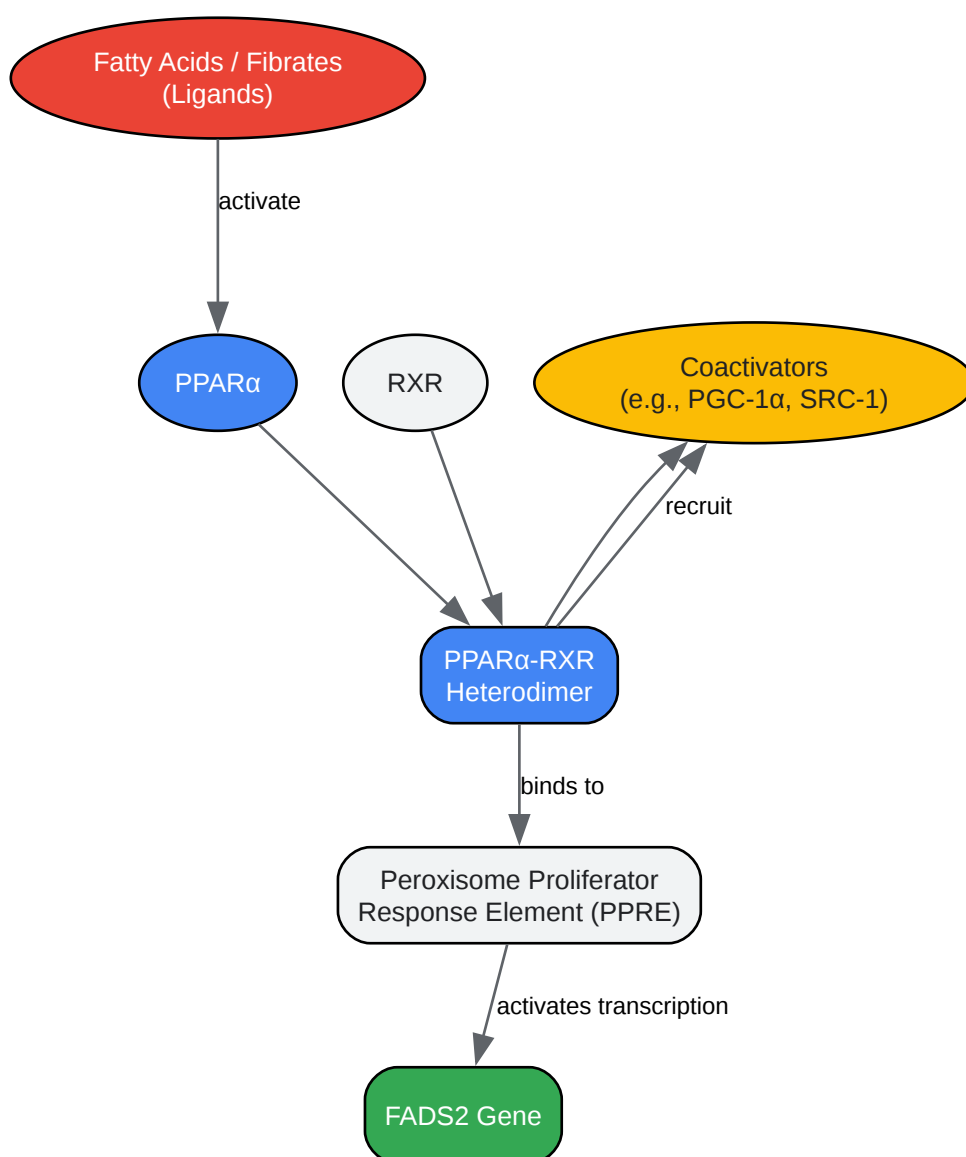 Fatty Acids / Fibrates
(Ligands)
activate
PPARα
RXR
Coactivators
(e.g., PGC-1α, SRC-1)
recruit
PPARα-RXR
Heterodimer
binds to
Peroxisome Proliferator
Response Element (PPRE)
activates transcription
FADS2 Gene